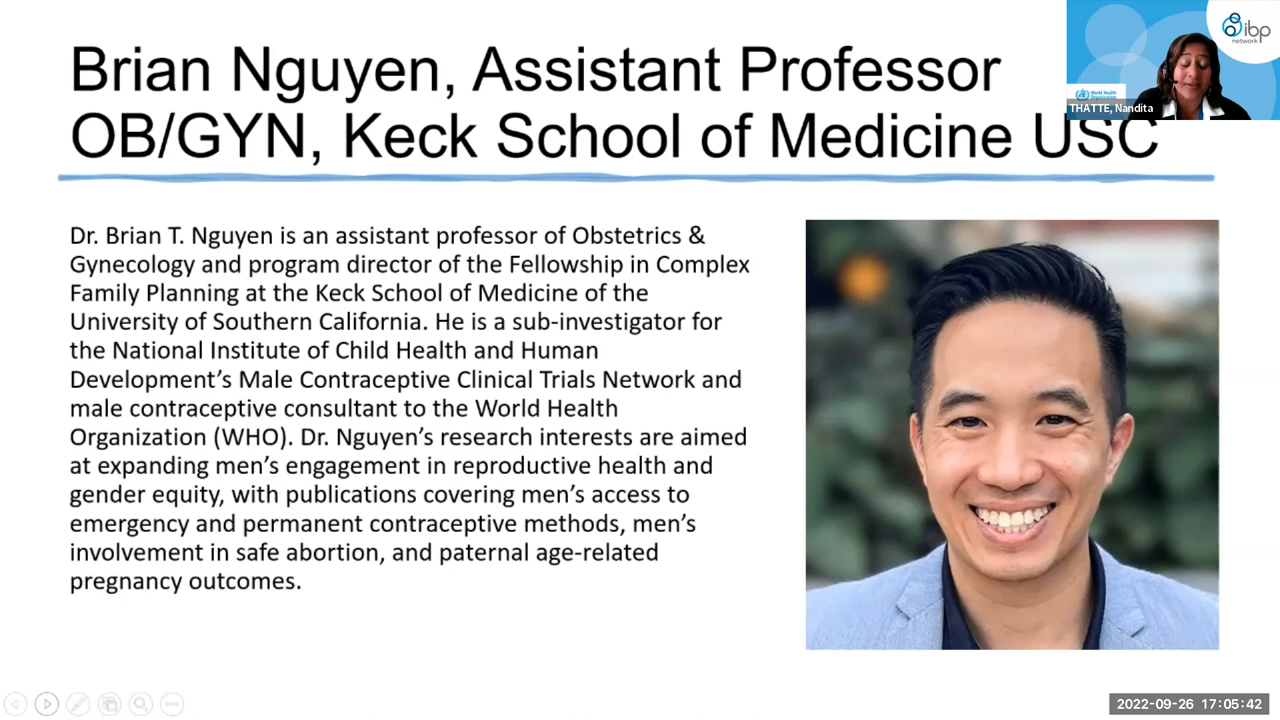 Brian Nguyen, Assistant Professor
OB/GYN, Keck School of Medicine USC
ibp
network
World Health
Organization
THATTE, Nandita
Dr. Brian T. Nguyen is an assistant professor of Obstetrics &
Gynecology and program director of the Fellowship in Complex
Family Planning at the Keck School of Medicine of the
University of Southern California. He is a sub-investigator for
the National Institute of Child Health and Human
Development’s Male Contraceptive Clinical Trials Network and
male contraceptive consultant to the World Health
Organization (WHO). Dr. Nguyen’s research interests are aimed
at expanding men’s engagement in reproductive health and
gender equity, with publications covering men’s access to
emergency and permanent contraceptive methods, men’s
involvement in safe abortion, and paternal age-related
pregnancy outcomes.
2022-09-26 17:05:42